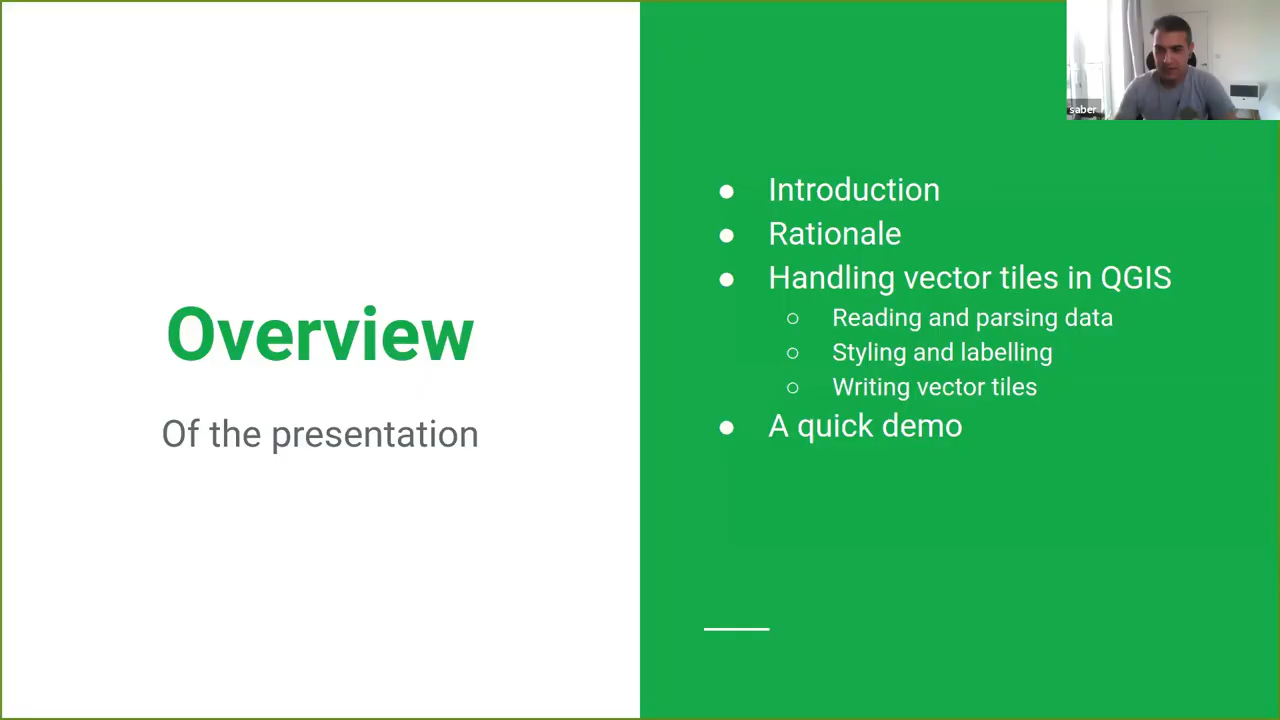 Overview
Of the presentation
● Introduction
● Rationale
● Handling vector tiles in QGIS
○ Reading and parsing data
○ Styling and labelling
○ Writing vector tiles
● A quick demo
saber